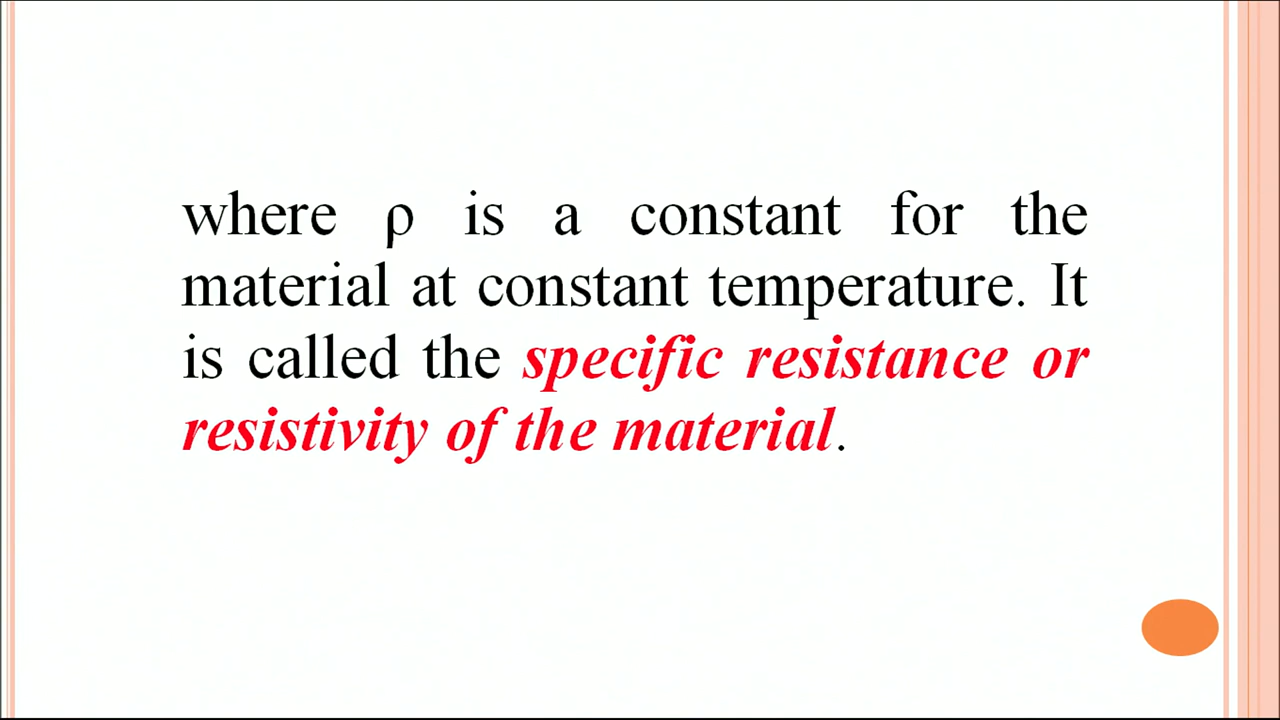 where ρ is a constant for the
material at constant temperature. It
is called the specific resistance or
resistivity of the material.